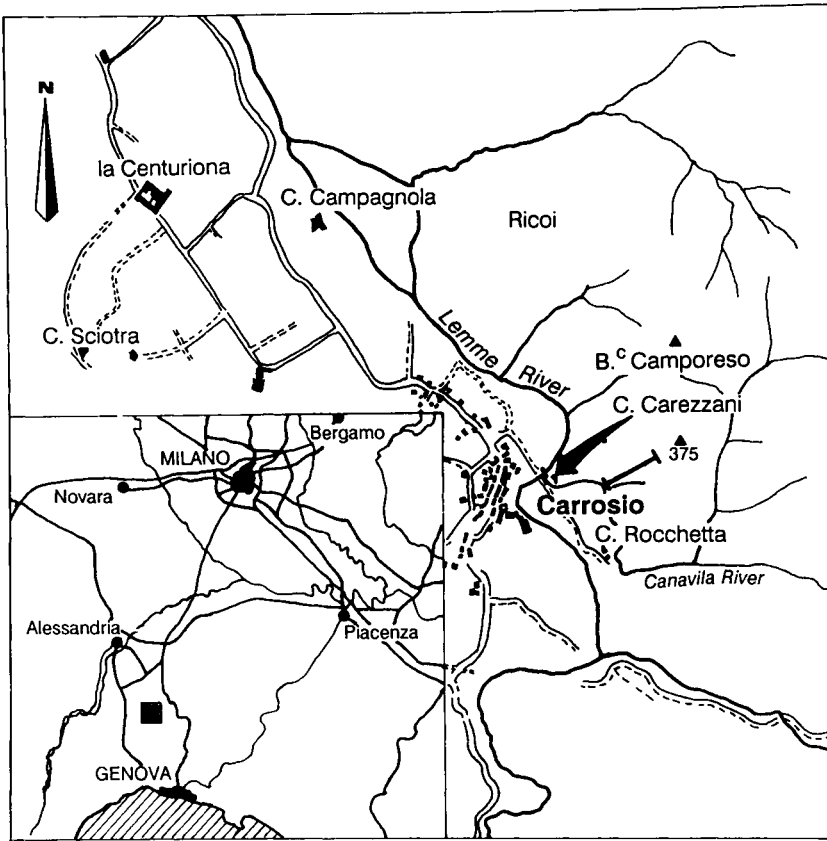 N
la Centuriona
C. Campagnola
Ricoi
C. Sciotra
Lemme River
B.c Camporeso
C. Carezzani
375
Carrosio
C. Rocchetta
Canavila River
Bergamo
MILANO
Novara
Alessandria
Piacenza
GENOVA